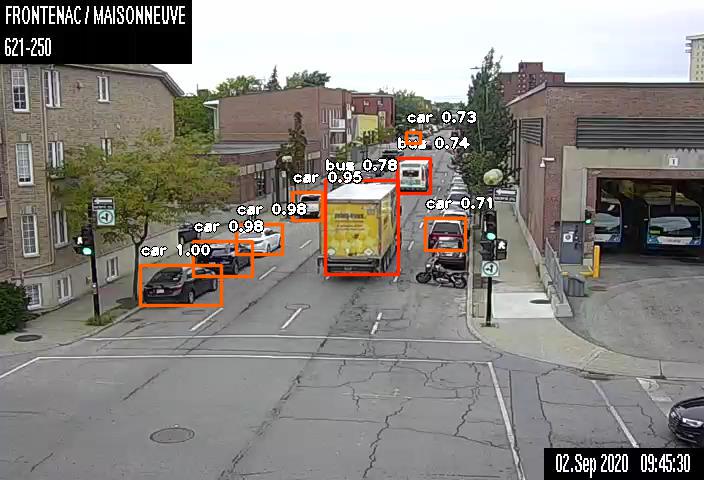 FRONTENAC / MAISONNEUVE
621-250
car 0.73
bus 0.74
bus 0.78
car 0.95
car 0.98
car 0.71
car 0.98
car 1.00
02.Sep 2020 09:45:30